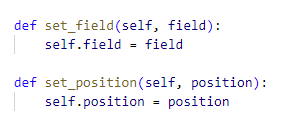 def set_field(self, field):
    self.field = field

def set_position(self, position):
    self.position = position